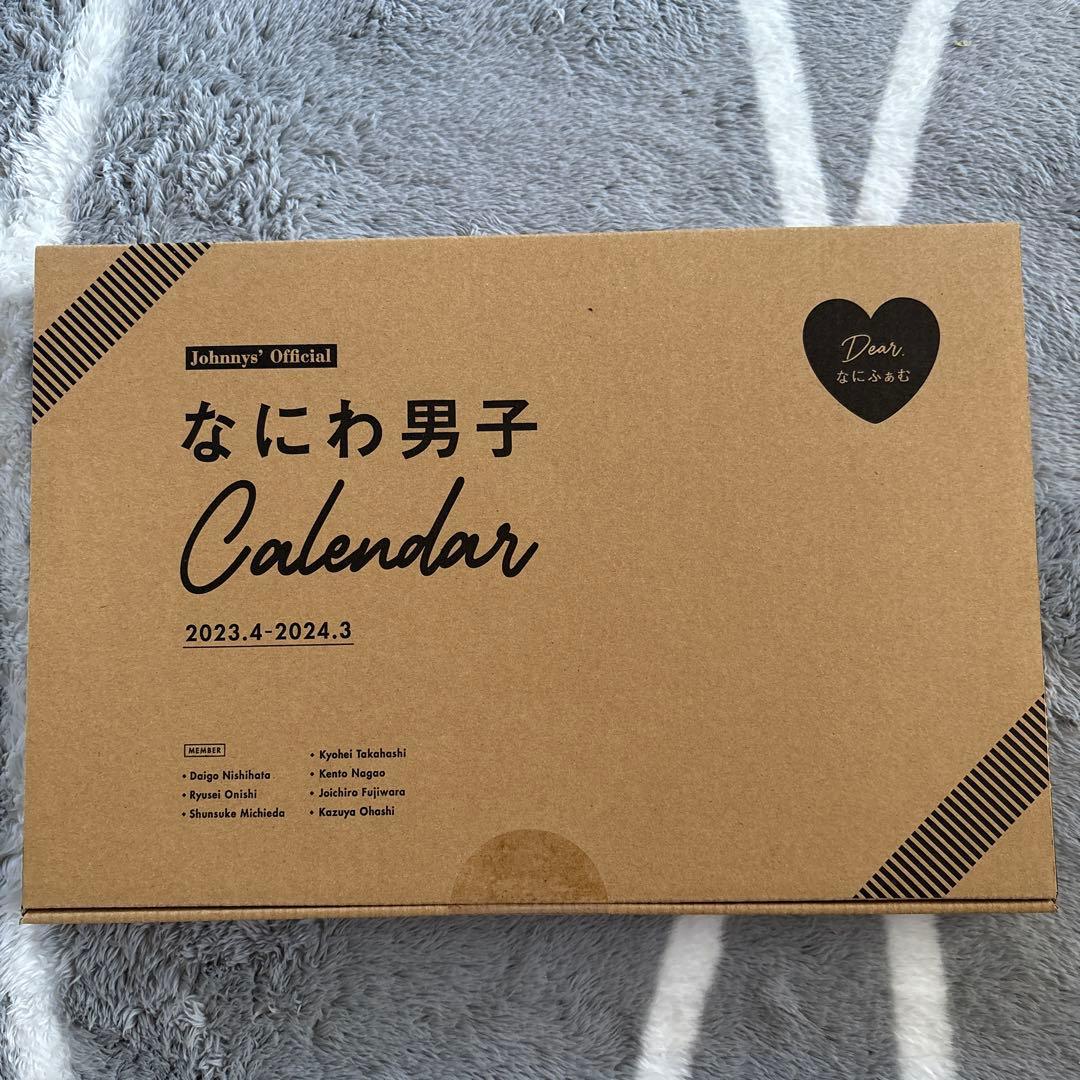 Johnnys' Official
なにわ男子
Calendar
2023.4-2024.3
Dear.
なにふぁむ
MEMBER
• Daigo Nishihata
• Ryusei Onishi
• Shunsuke Michieda
• Kyohei Takahashi
• Kento Nagao
• Joichiro Fujiwara
• Kazuya Ohashi